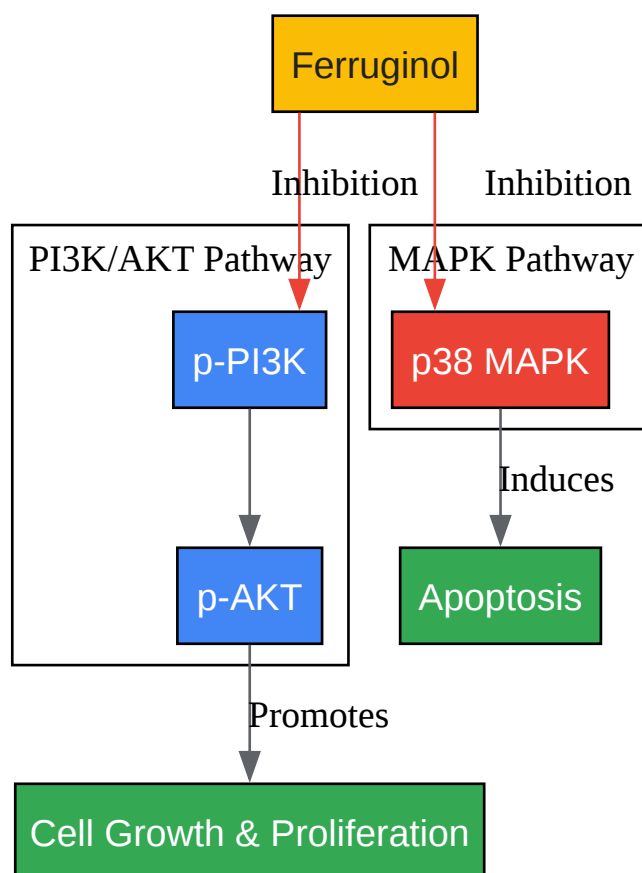 Ferruginol
Inhibition
Inhibition
PI3K/AKT Pathway
MAPK Pathway
p-PI3K
p38 MAPK
Induces
p-AKT
Apoptosis
Promotes
Cell Growth & Proliferation